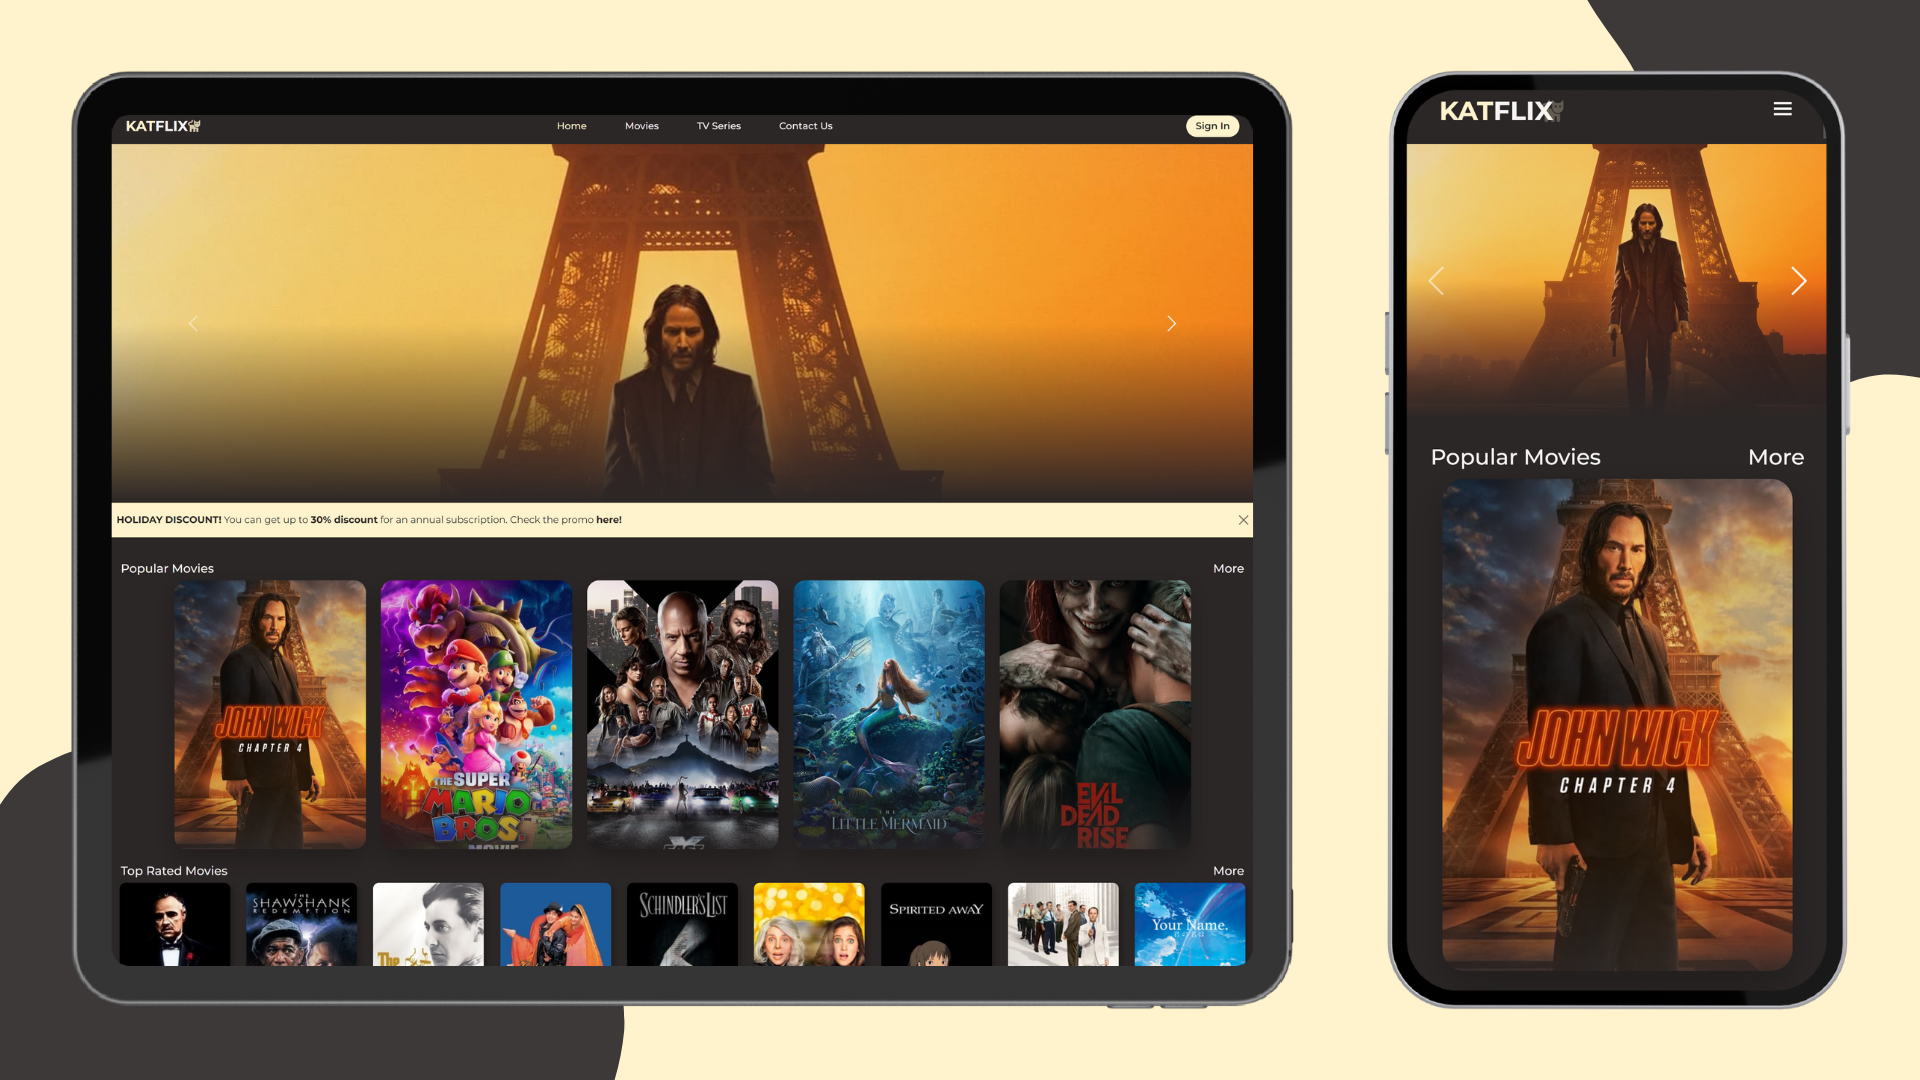 KATFLIX
Home Movies TV Series Contact Us
Sign In
HOLIDAY DISCOUNT! You can get up to 30% discount for an annual subscription. Check the promo here!
Popular Movies
More
JOHN WICK
CHAPTER 4
THE SUPER
MARIO
BROS.
MOVIE
X
THE
LITTLE MERMAID
EVIL
DEAD
RISE
Top Rated Movies
More
THE
SHAWSHANK
REDEMPTION
The
SCHINDLER'S LIST
SPIRITED AWAY
Your Name.
KATFLIX
Popular Movies
More
JOHN WICK
CHAPTER 4